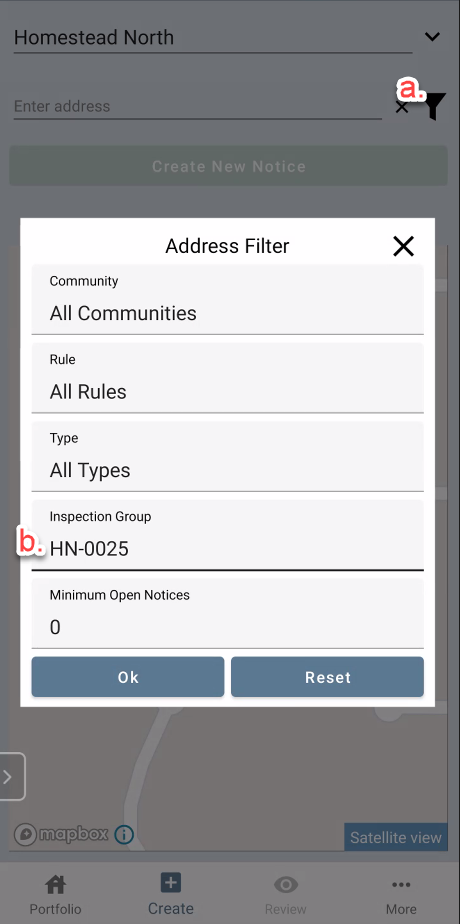 Homestead North
a.
Enter address
Create New Notice
Address Filter
Community
All Communities
Rule
All Rules
Type
All Types
Inspection Group
b.
HN-0025
Minimum Open Notices
0
Ok
Reset
mapbox
Satellite view
Portfolio
Create
Review
More